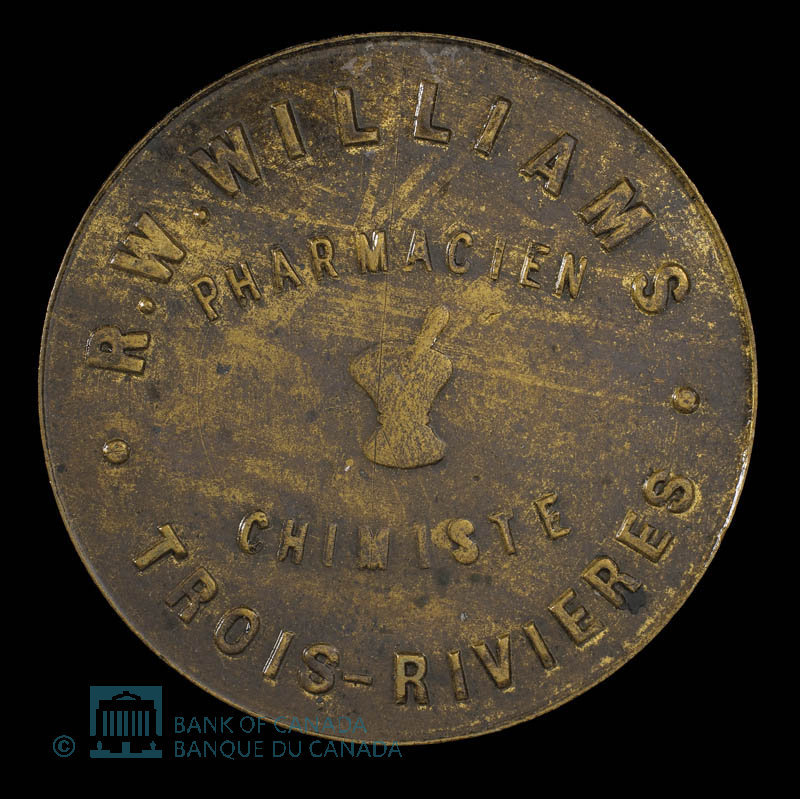 R.W.WILLIAMS
PHARMACIEN
CHIMISTE
TROIS-RIVIERES
© BANK OF CANADA
BANQUE DU CANADA